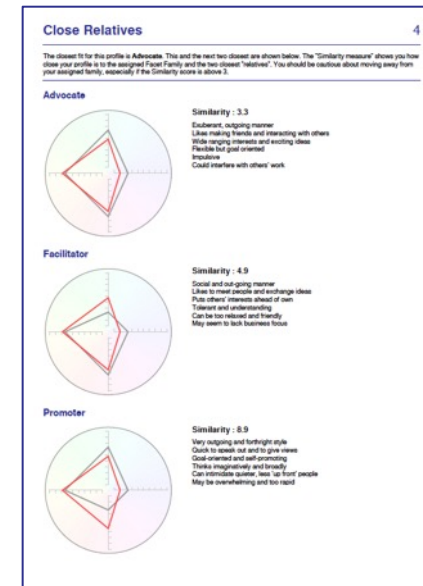 Close Relatives
4
The closest fit for this profile is Advocate. This and the next two closest are shown below. The "Similarity measure" shows you how
close your profile is to the assigned Facet Family and the two closest "relatives". You should be cautious about moving away from
your assigned family, especially if the Similarity score is above 3.
Advocate
Similarity : 3.3
Exuberant, outgoing manner
Likes making friends and interacting with others
Wide ranging interests and exciting ideas
Flexible but goal oriented
Impulsive
Could interfere with others' work
Facilitator
Similarity : 4.9
Social and out-going manner
Likes to meet people and exchange ideas
Puts others' interests ahead of own
Tolerant and understanding
Can be too relaxed and friendly
May seem to lack business focus
Promoter
Similarity : 8.9
Very outgoing and forthright style
Quick to speak out and to give views
Goal-oriented and self-promoting
Thinks imaginatively and broadly
Can intimidate quieter, less 'up front' people
May be overwhelming and too rapid